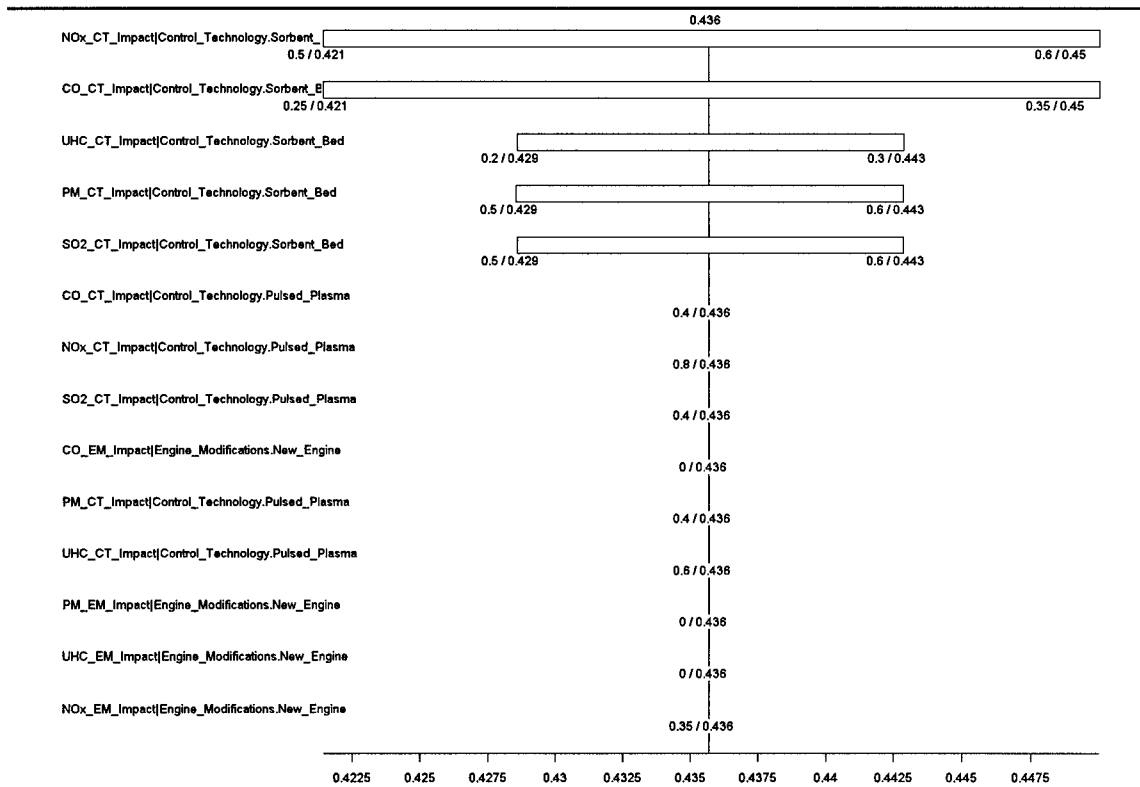 0.436
NOx_CT_Impact|Control_Technology.Sorbent_
0.5 / 0.421 0.6 / 0.45
CO_CT_Impact|Control_Technology.Sorbent_B
0.25 / 0.421 0.35 / 0.45
UHC_CT_Impact|Control_Technology.Sorbent_Bed
0.2 / 0.429 0.3 / 0.443
PM_CT_Impact|Control_Technology.Sorbent_Bed
0.5 / 0.429 0.6 / 0.443
SO2_CT_Impact|Control_Technology.Sorbent_Bed
0.5 / 0.429 0.6 / 0.443
CO_CT_Impact|Control_Technology.Pulsed_Plasma
0.4 / 0.436
NOx_CT_Impact|Control_Technology.Pulsed_Plasma
0.8 / 0.436
SO2_CT_Impact|Control_Technology.Pulsed_Plasma
0.4 / 0.436
CO_EM_Impact|Engine_Modifications.New_Engine
0 / 0.436
PM_CT_Impact|Control_Technology.Pulsed_Plasma
0.4 / 0.436
UHC_CT_Impact|Control_Technology.Pulsed_Plasma
0.6 / 0.436
PM_EM_Impact|Engine_Modifications.New_Engine
0 / 0.436
UHC_EM_Impact|Engine_Modifications.New_Engine
0 / 0.436
NOx_EM_Impact|Engine_Modifications.New_Engine
0.35 / 0.436
0.4225 0.425 0.4275 0.43 0.4325 0.435 0.4375 0.44 0.4425 0.445 0.4475